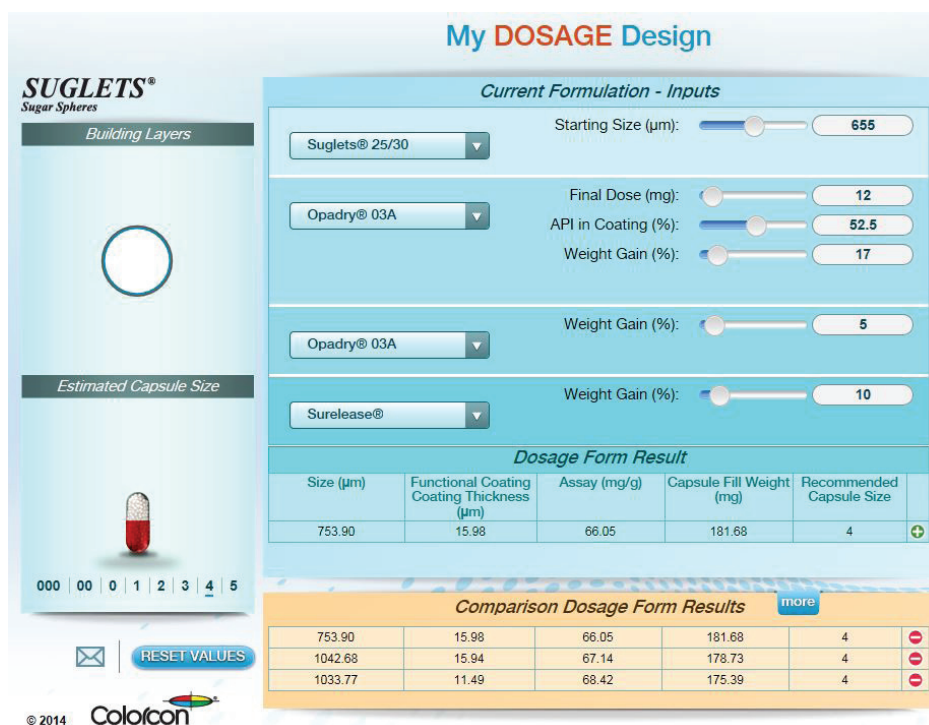 My DOSAGE Design
SUGLETS®
Sugar Spheres
Building Layers
Estimated Capsule Size
000 | 00 | 0 | 1 | 2 | 3 | 4 | 5
RESET VALUES
© 2014 Colorcon®
Current Formulation - Inputs
Suglets® 25/30
Starting Size (µm): 655
Opadry® 03A
Final Dose (mg): 12
API in Coating (%): 52.5
Weight Gain (%): 17
Opadry® 03A
Weight Gain (%): 5
Surelease®
Weight Gain (%): 10
Dosage Form Result
Size (µm) Functional Coating Coating Thickness (µm) Assay (mg/g) Capsule Fill Weight (mg) Recommended Capsule Size
753.90 15.98 66.05 181.68 4
Comparison Dosage Form Results more
753.90 15.98 66.05 181.68 4
1042.68 15.94 67.14 178.73 4
1033.77 11.49 68.42 175.39 4